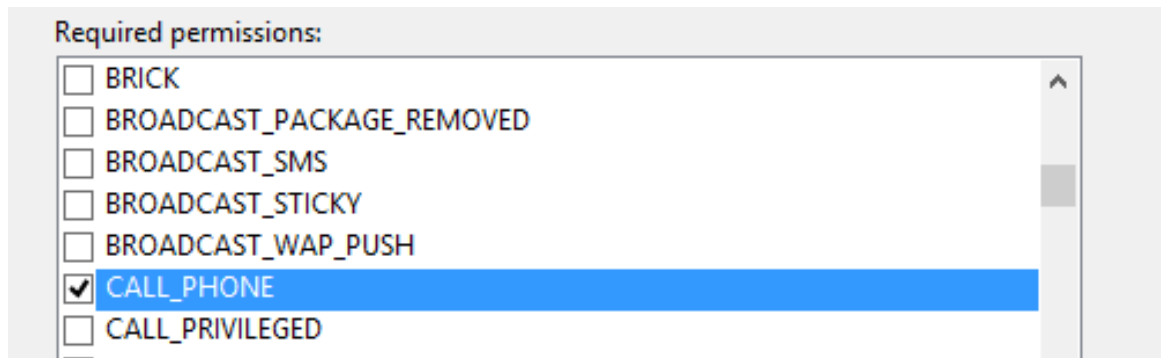 Required permissions:
BRICK
BROADCAST_PACKAGE_REMOVED
BROADCAST_SMS
BROADCAST_STICKY
BROADCAST_WAP_PUSH
CALL_PHONE
CALL_PRIVILEGED